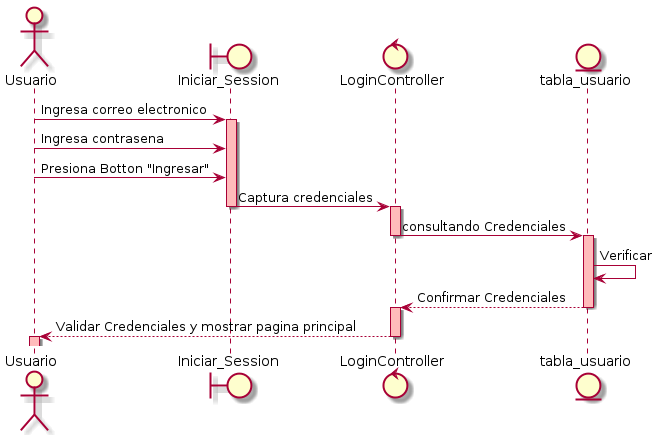 Usuario
Iniciar_Session
LoginController
tabla_usuario
Ingresa correo electronico
Ingresa contrasena
Presiona Botton "Ingresar"
Captura credenciales
consultando Credenciales
Verificar
Confirmar Credenciales
Validar Credenciales y mostrar pagina principal
Usuario
Iniciar_Session
LoginController
tabla_usuario